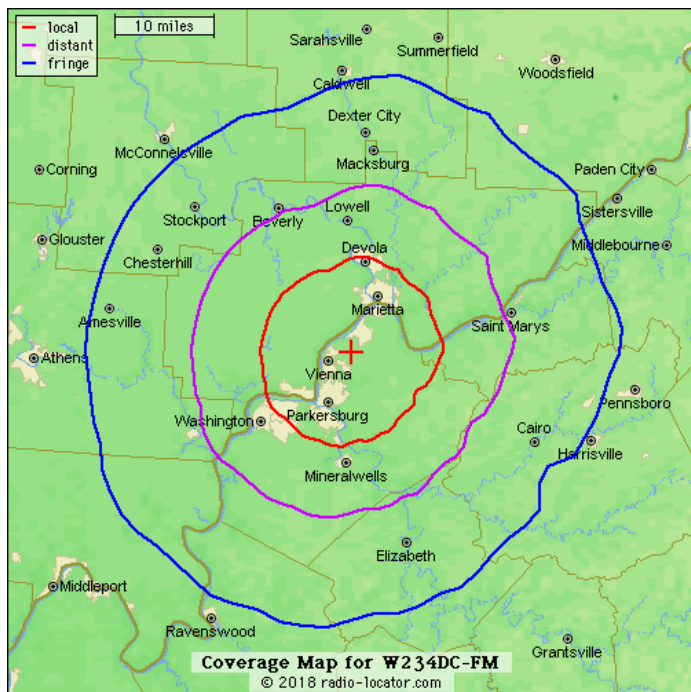 local
distant
fringe
10 miles
Sarahsville
Summerfield
Woodsfield
Caldwell
Dexter City
McConnelsville
Macksburg
Corning
Paden City
Stockport
Beverly
Lowell
Sistersville
Glouster
Chesterhill
Devola
Middlebourne
Marietta
Amesville
Saint Marys
Athens
Vienna
Pennsboro
Parkersburg
Washington
Cairo
Harrisville
Mineralwells
Elizabeth
Middleport
Ravenswood
Grantsville
Coverage Map for W234DC-FM
© 2018 radio-locator.com